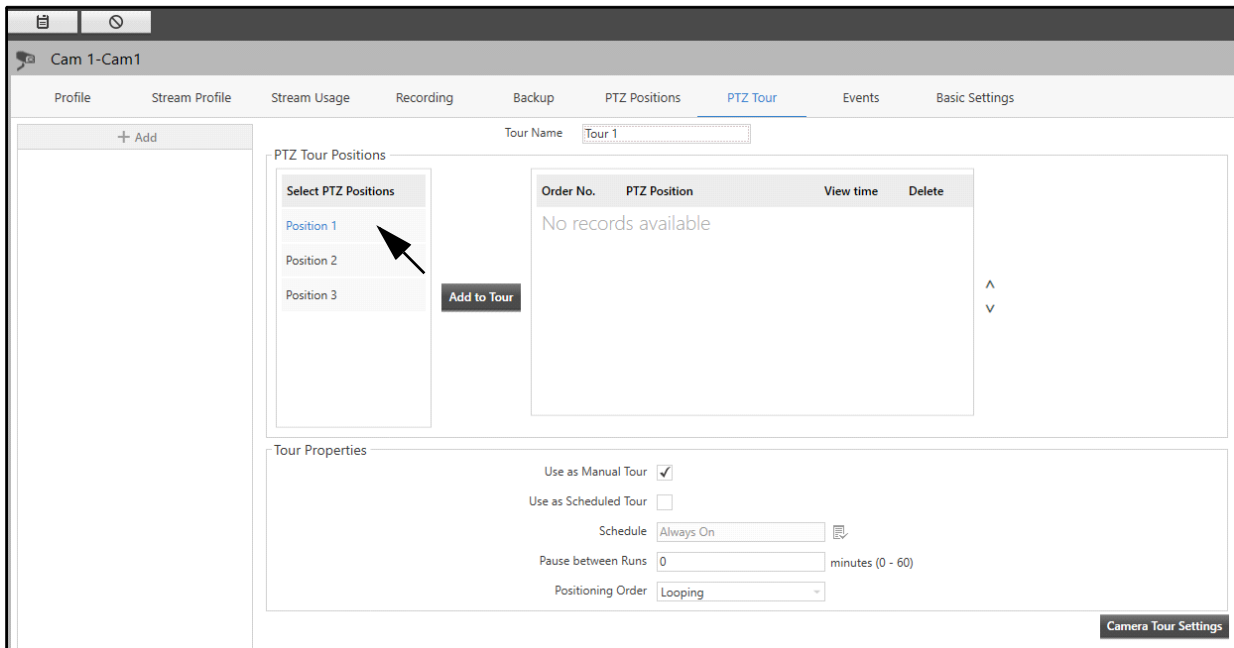 Cam 1-Cam1
Profile Stream Profile Stream Usage Recording Backup PTZ Positions PTZ Tour Events Basic Settings
+ Add
Tour Name Tour 1
PTZ Tour Positions
Select PTZ Positions
Position 1
Position 2
Position 3
Add to Tour
Order No. PTZ Position View time Delete
No records available
Tour Properties
Use as Manual Tour
Use as Scheduled Tour
Schedule Always On
Pause between Runs 0 minutes (0 - 60)
Positioning Order Looping
Camera Tour Settings